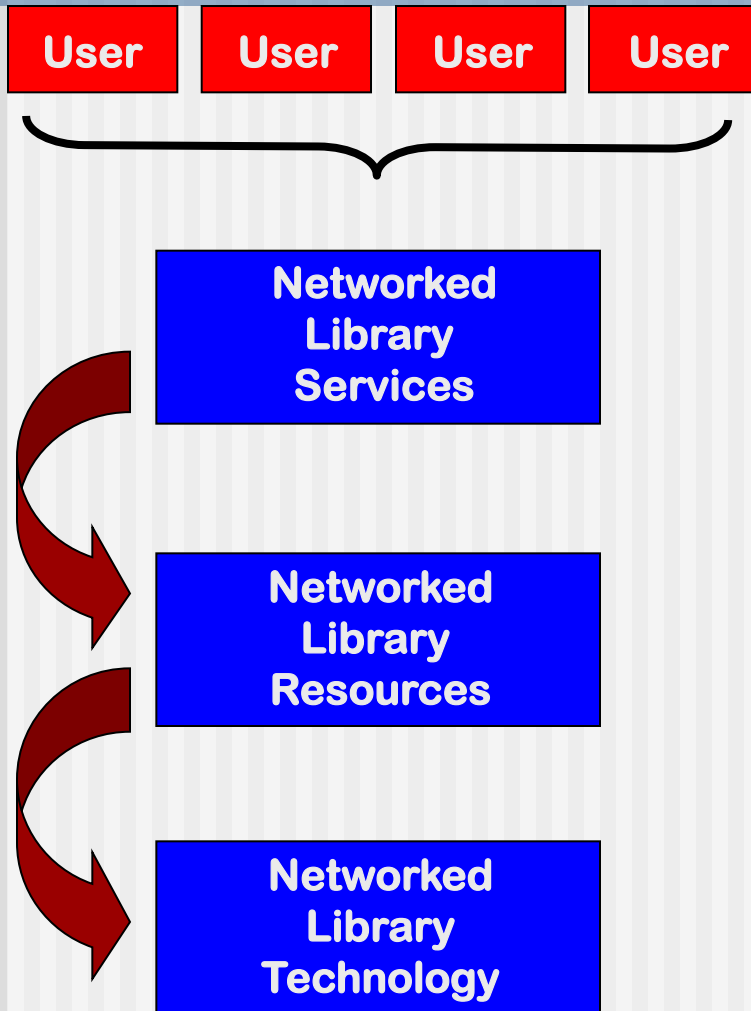 User User User User
Networked
Library
Services
Networked
Library
Resources
Networked
Library
Technology